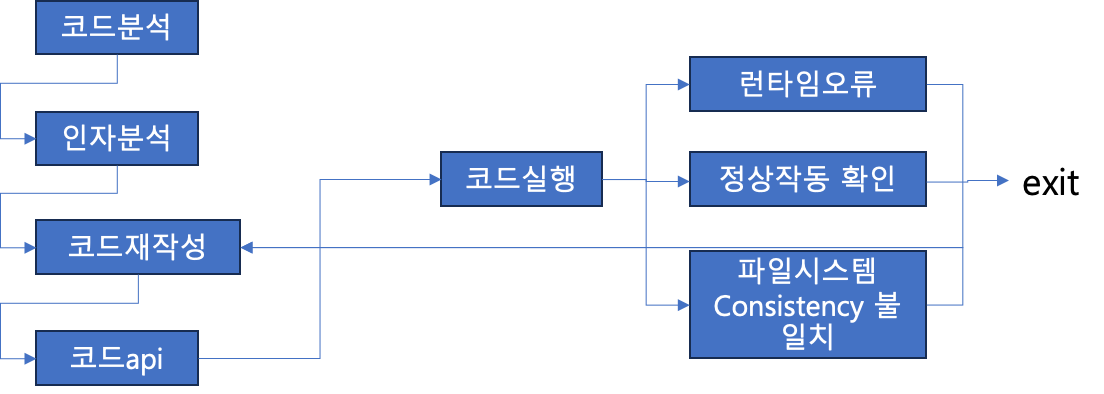 코드분석
인자분석
코드재작성
코드api
코드실행
런타임오류
정상작동 확인
파일시스템
Consistency 불
일치
exit